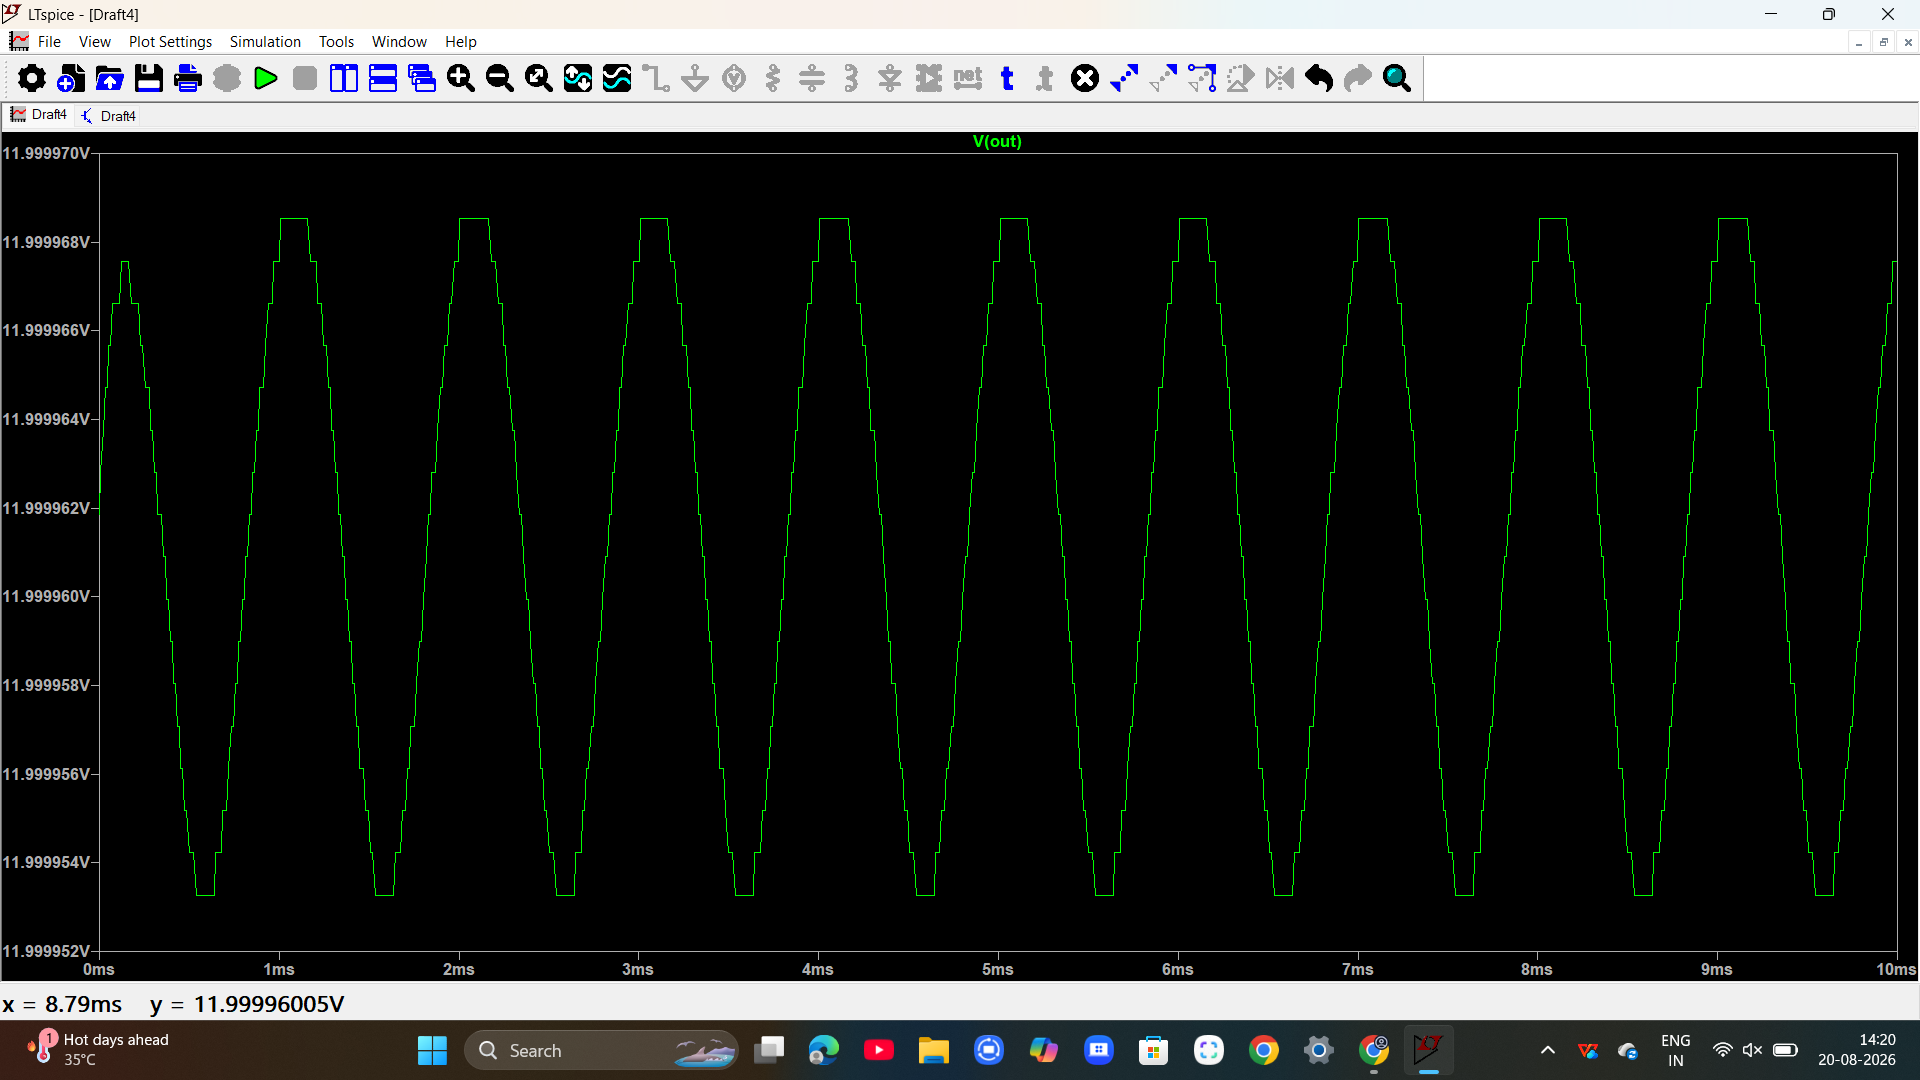 LTspice - [Draft4]
File View Plot Settings Simulation Tools Window Help
net t t
Draft4 Draft4
V(out)
11.999970V
11.999968V
11.999966V
11.999964V
11.999962V
11.999960V
11.999958V
11.999956V
11.999954V
11.999952V
0ms 1ms 2ms 3ms 4ms 5ms 6ms 7ms 8ms 9ms 10ms
x = 8.79ms y = 11.99996005V
1 Hot days ahead
35°C
Search
ENG
IN
14:20
20-08-2026